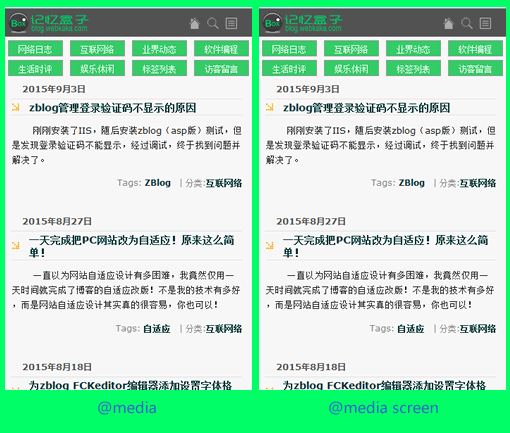 Box 记忆盒子
blog.webkaka.com
网络日志 互联网络 业界动态 软件编程
生活时评 娱乐休闲 标签列表 访客留言
2015年9月3日
zblog管理登录验证码不显示的原因
刚刚安装了IIS，随后安装zblog（asp版）测试，但
是发现登录验证码不能显示，经过调试，终于找到问题并
解决了。
Tags: ZBlog | 分类:互联网络
2015年8月27日
一天完成把PC网站改为自适应！原来这么简
单！
一直以为网站自适应设计有多困难，我竟然仅用一
天时间就完成了博客的自适应改版！不是我的技术有多好
，而是网站自适应设计其实真的很容易，你也可以！
Tags: 自适应 | 分类:互联网络
2015年8月18日
为zblog FCKeditor编辑器添加设置字体格
@media
Box 记忆盒子
blog.webkaka.com
网络日志 互联网络 业界动态 软件编程
生活时评 娱乐休闲 标签列表 访客留言
2015年9月3日
zblog管理登录验证码不显示的原因
刚刚安装了IIS，随后安装zblog（asp版）测试，但
是发现登录验证码不能显示，经过调试，终于找到问题并
解决了。
Tags: ZBlog | 分类:互联网络
2015年8月27日
一天完成把PC网站改为自适应！原来这么简
单！
一直以为网站自适应设计有多困难，我竟然仅用一
天时间就完成了博客的自适应改版！不是我的技术有多好
，而是网站自适应设计其实真的很容易，你也可以！
Tags: 自适应 | 分类:互联网络
2015年8月18日
为zblog FCKeditor编辑器添加设置字体格
@media screen